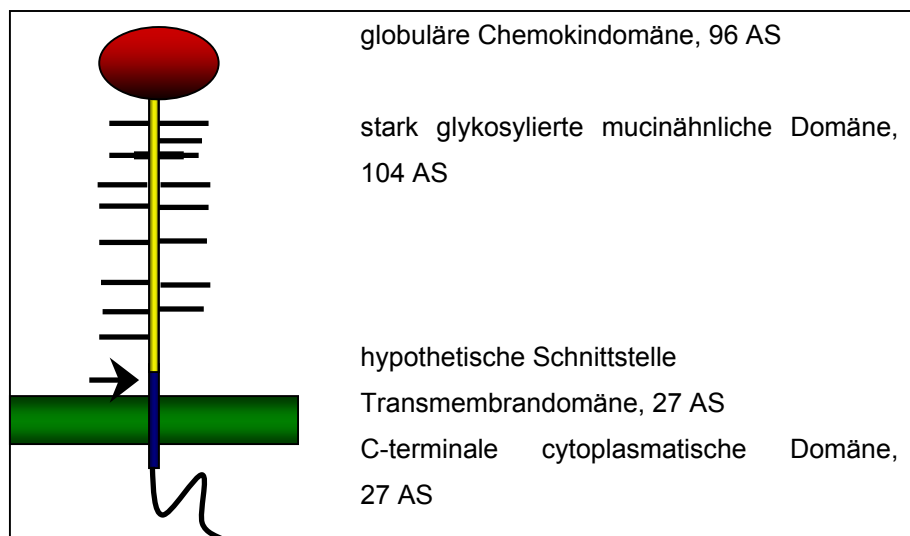 globuläre Chemokindomäne, 96 AS
stark glykosylierte mucinähnliche Domäne,
104 AS
hypothetische Schnittstelle
Transmembrandomäne, 27 AS
C-terminale cytoplasmatische Domäne,
27 AS